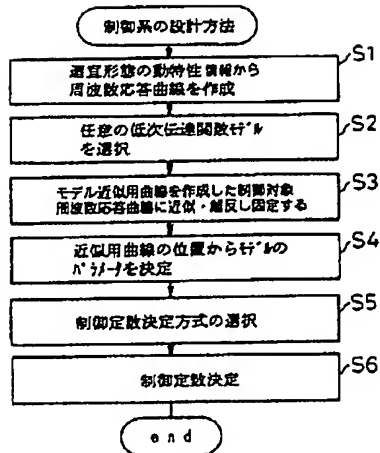 制御系の設計方法
S1
適宜形態の動特性情報から
周波数応答曲線を作成
S2
任意の低次伝達関数モデル
を選択
S3
モデル近似用曲線を作成した制御対象
周波数応答曲線に近似・し固定する
S4
近似用曲線の位置からモデルの
パラメータを決定
S5
制御定数決定方式の選択
S6
制御定数決定
end